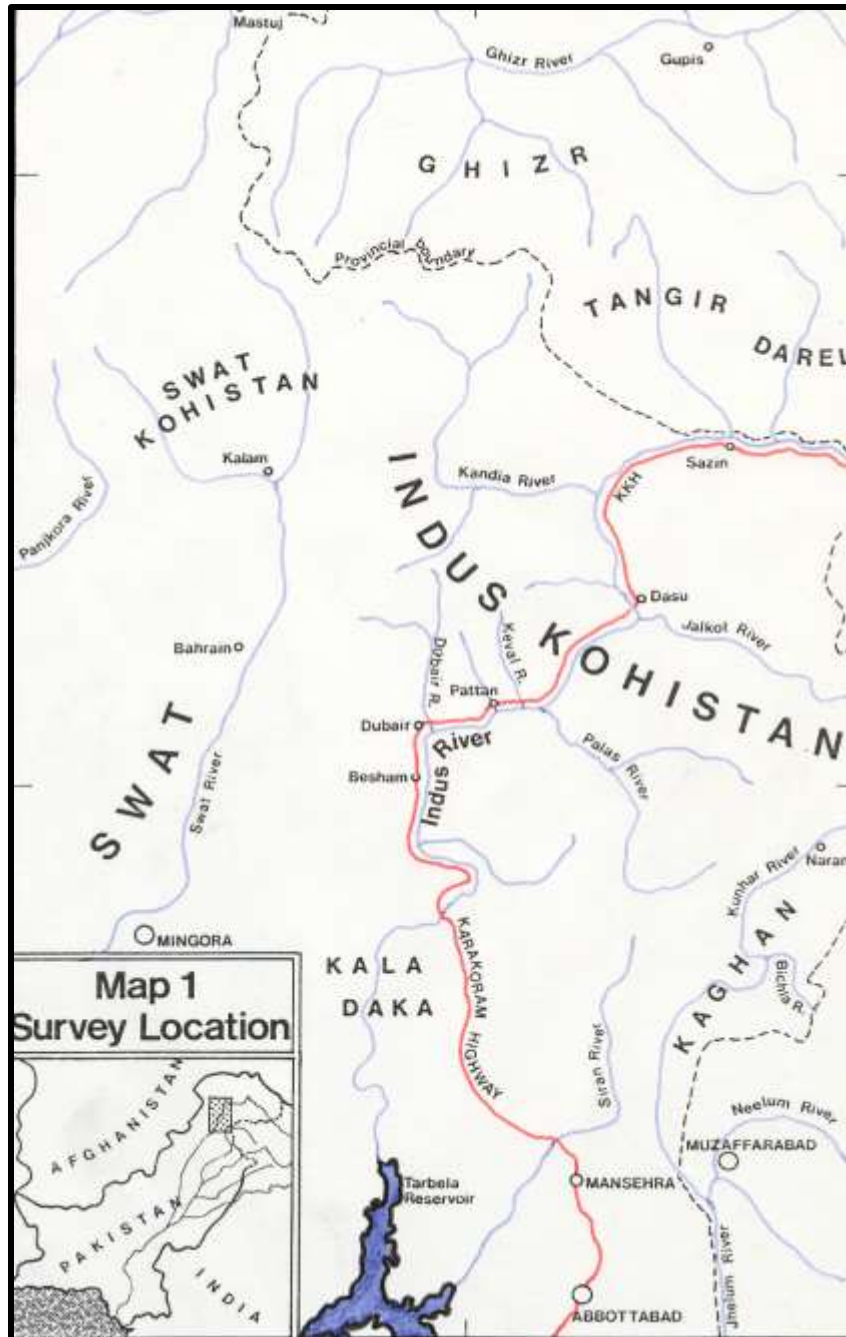 Mastuj
Ghizr River
Gupis
GHIZR
Provincial boundary
TANGIR
DAREL
SWAT
KOHISTAN
Kalam
Panjkora River
INDUS KOHISTAN
Kandia River
KKH
Sazin
Dasu
Jalkot River
Bahrain
Dubair R.
Keyal R.
Pattan
Dubair
Indus River
Besham
Palas River
SWAT
Swat River
MINGORA
Kunhar River
Naran
KAGHAN
Bichla R.
KALA
DAKA
KARAKORAM HIGHWAY
Siran River
Neelum River
MUZAFFARABAD
Map 1
Survey Location
AFGHANISTAN
PAKISTAN
INDIA
Tarbela
Reservoir
MANSEHRA
ABBOTTABAD
Jhelum River